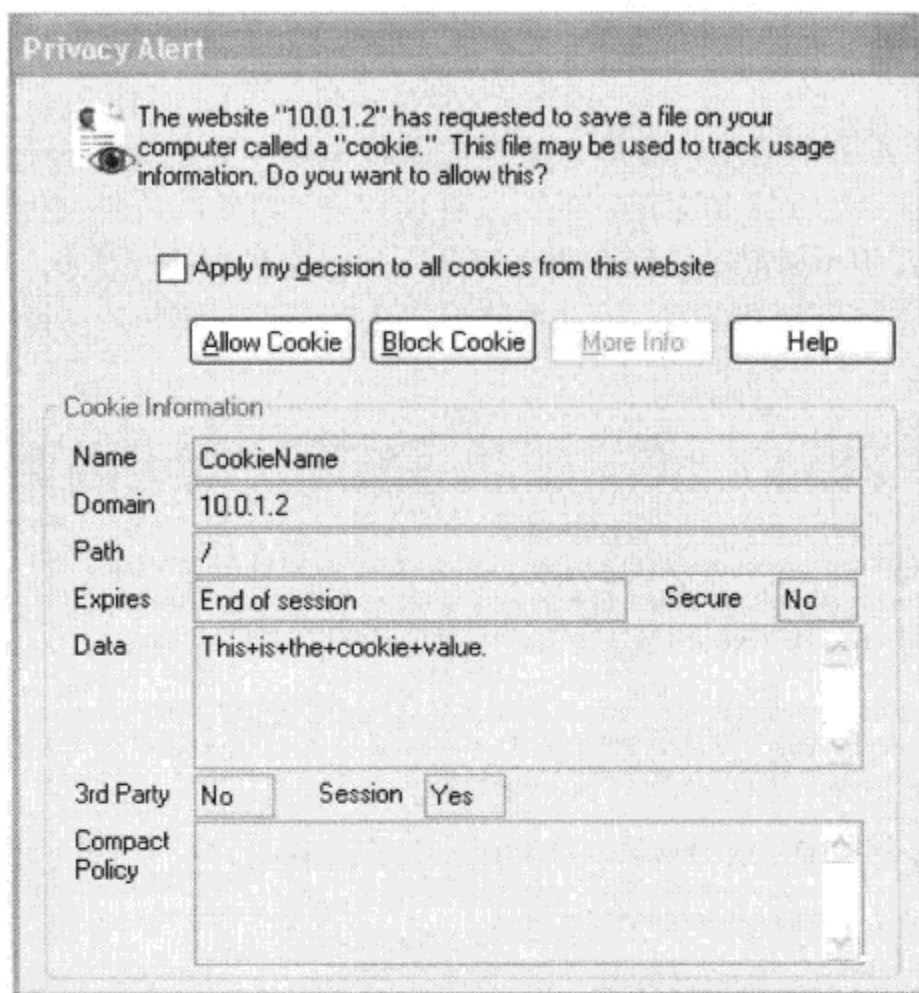 Privacy Alert
The website "10.0.1.2" has requested to save a file on your
computer called a "cookie." This file may be used to track usage
information. Do you want to allow this?
Apply my decision to all cookies from this website
Allow Cookie Block Cookie More Info Help
Cookie Information
Name CookieName
Domain 10.0.1.2
Path /
Expires End of session Secure No
Data This+is+the+cookie+value.
3rd Party No Session Yes
Compact
Policy